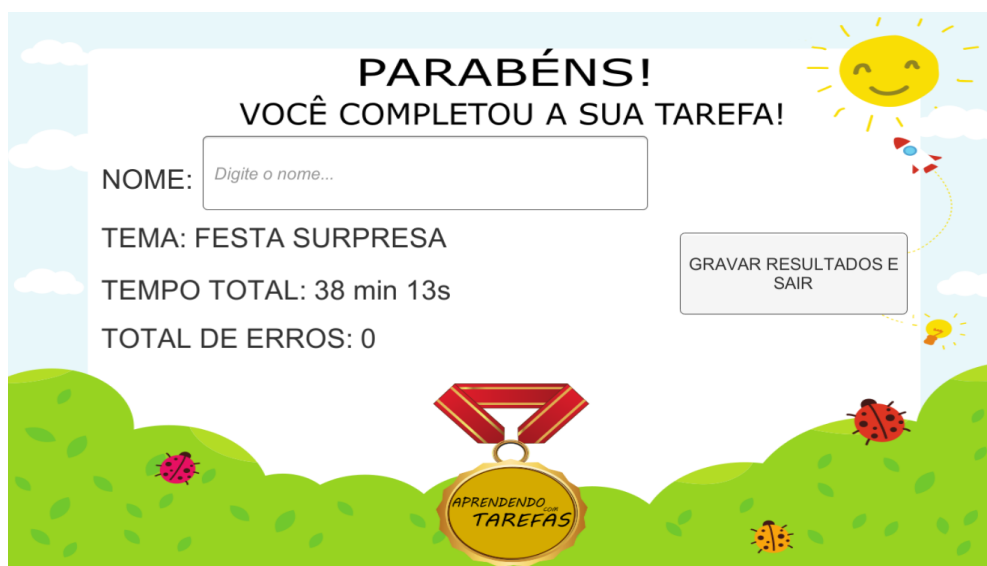 PARABÉNS!
VOCÊ COMPLETOU A SUA TAREFA!
NOME: Digite o nome...
TEMA: FESTA SURPRESA
TEMPO TOTAL: 38 min 13s
GRAVAR RESULTADOS E
SAIR
TOTAL DE ERROS: 0
APRENDENDO
com
TAREFAS